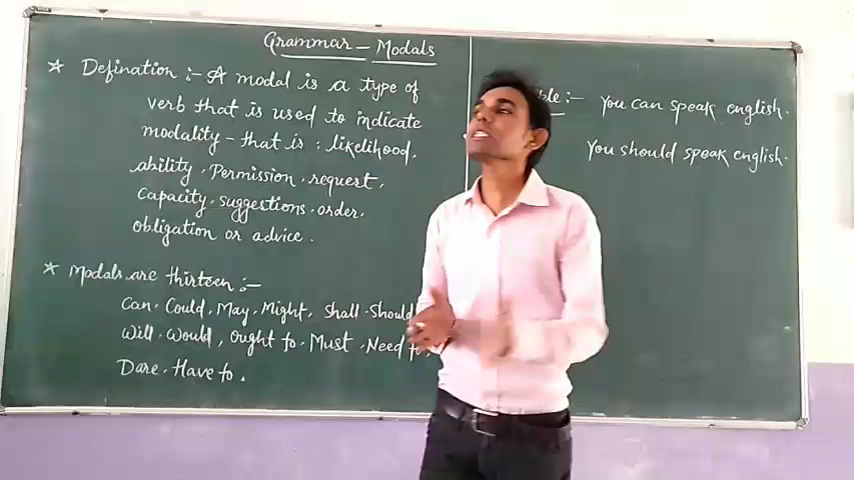 Grammar - Modals
* Defination :- A modal is a type of
verb that is used to indicate
modality - that is : likelihood,
ability, Permission, request,
Capacity, suggestions, order,
obligation or advice.
* Modals are thirteen :-
Can, Could, May, Might, Shall, Should
Will, Would, Ought to, Must, Need
Dare, Have to.
:- You can speak english.
You should speak english.